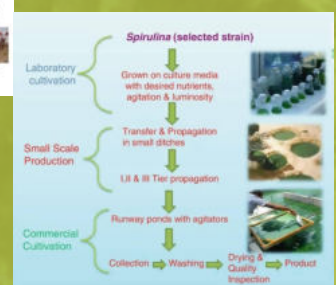 Spirulina (selected strain)
Laboratory
cultivation
Grown on culture media
with desired nutrients,
agitation & luminosity
Small Scale
Production
Transfer & Propagation
in small ditches
I,II & III Tier propagation
Commercial
Cultivation
Runway ponds with agitators
Collection
Washing
Drying &
Quality
Inspection
Product